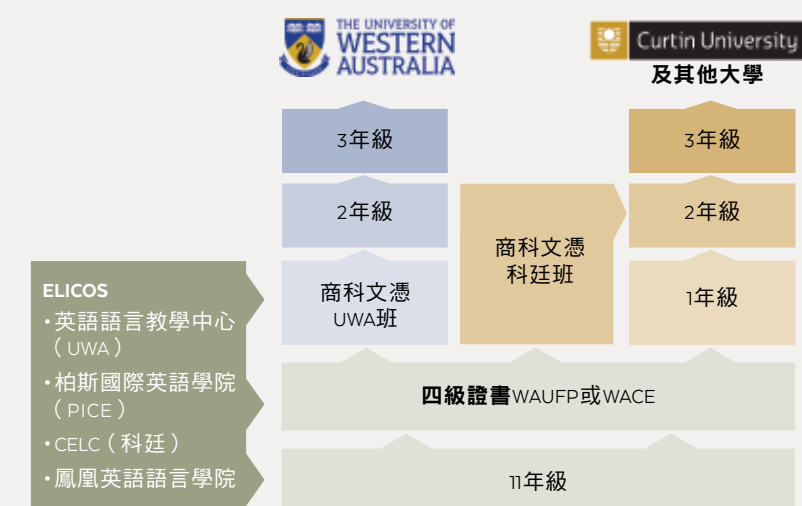 THE UNIVERSITY OF
WESTERN
AUSTRALIA
Curtin University
及其他大學
3年級
3年級
2年級
2年級
商科文憑
科廷班
商科文憑
UWA班
1年級
ELICOS
•英語語言教學中心
（UWA）
•柏斯國際英語學院
（PICE）
•CELC（科廷）
•鳳凰英語語言學院
四級證書WAUFP或WACE
11年級